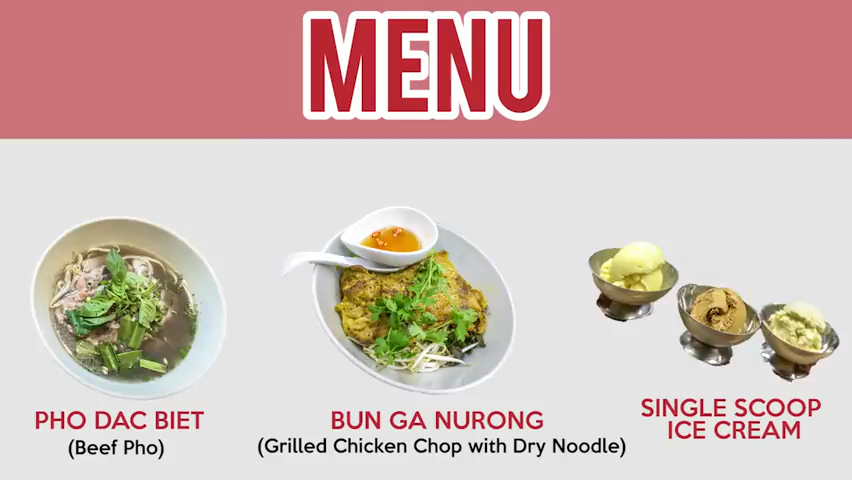 MENU
PHO DAC BIET
(Beef Pho)
BUN GA NURONG
(Grilled Chicken Chop with Dry Noodle)
SINGLE SCOOP
ICE CREAM